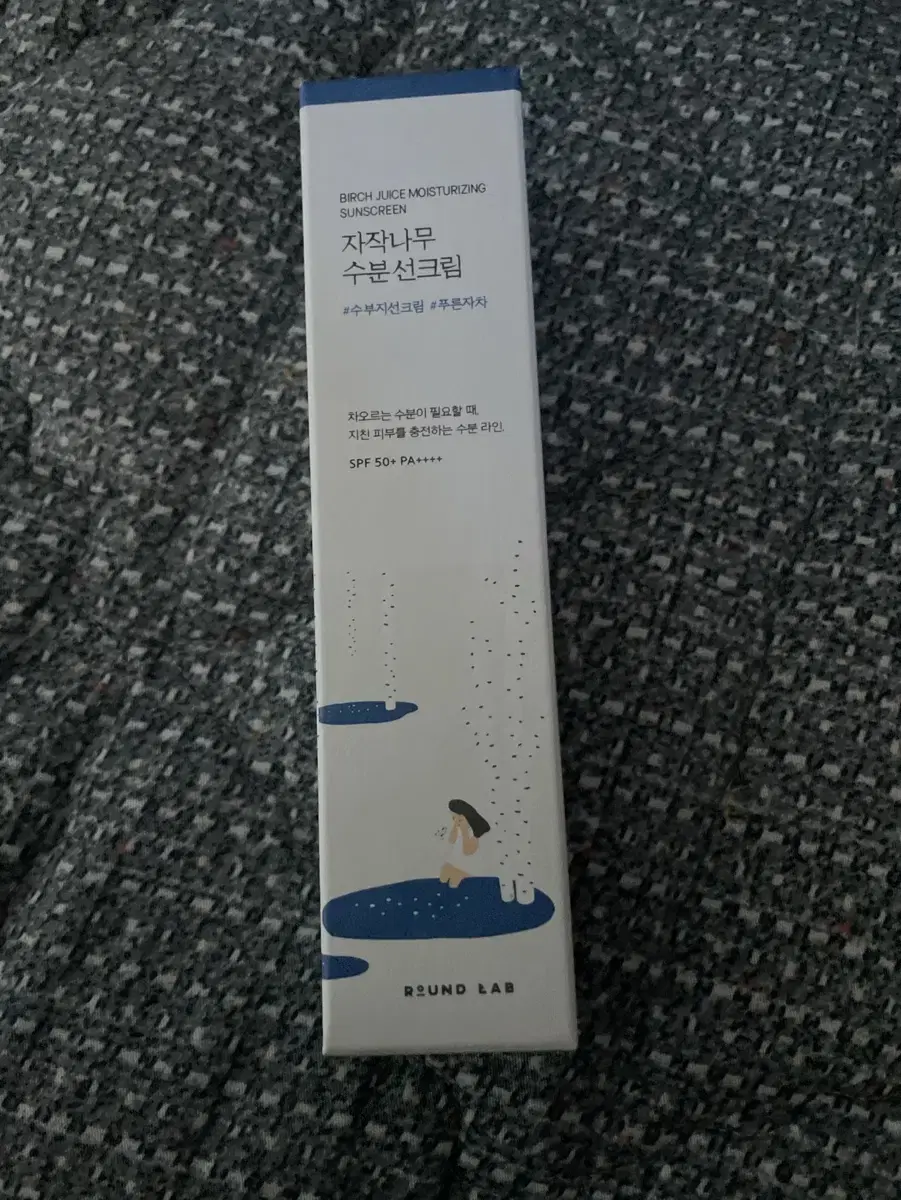 BIRCH JUICE MOISTURIZING
SUNSCREEN
자작나무
수분 선크림
#수부지선크림 #푸른자차
차오르는 수분이 필요할 때,
지친 피부를 충전하는 수분 라인.
SPF 50+ PA++++
ROUND LAB